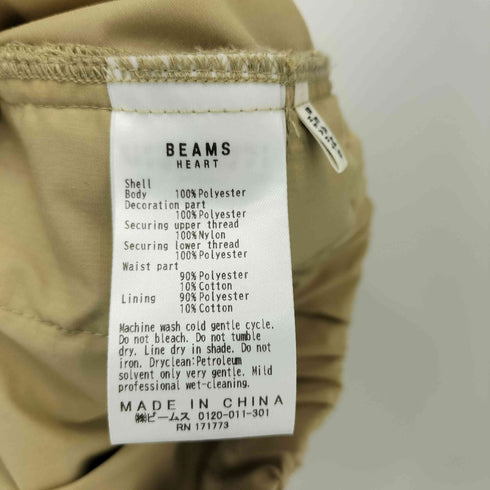 BEAMS
HEART
Shell
Body 100% Polyester
Decoration part
100% Polyester
Securing upper thread
100% Nylon
Securing lower thread
100% Polyester
Waist part
90% Polyester
10% Cotton
Lining 90% Polyester
10% Cotton
Machine wash cold gentle cycle.
Do not bleach. Do not tumble
dry. Line dry in shade. Do not
iron. Dryclean:Petroleum
solvent only very gentle. Mild
professional wet-cleaning.
MADE IN CHINA
㈱ビームス 0120-011-301
RN 171773